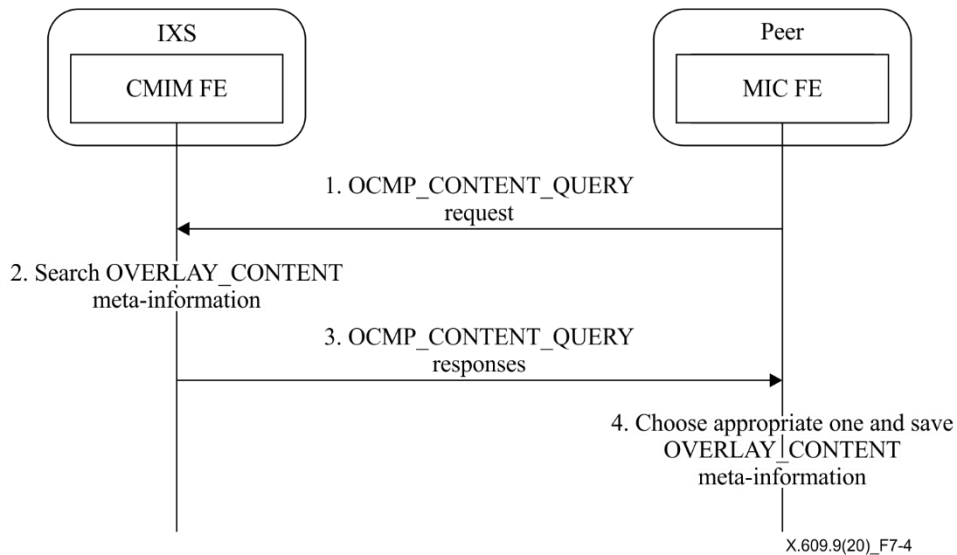 IXS
CMIM FE
Peer
MIC FE
1. OCMP_CONTENT_QUERY
request
2. Search OVERLAY_CONTENT
meta-information
3. OCMP_CONTENT_QUERY
responses
4. Choose appropriate one and save
OVERLAY_CONTENT
meta-information
X.609.9(20)_F7-4